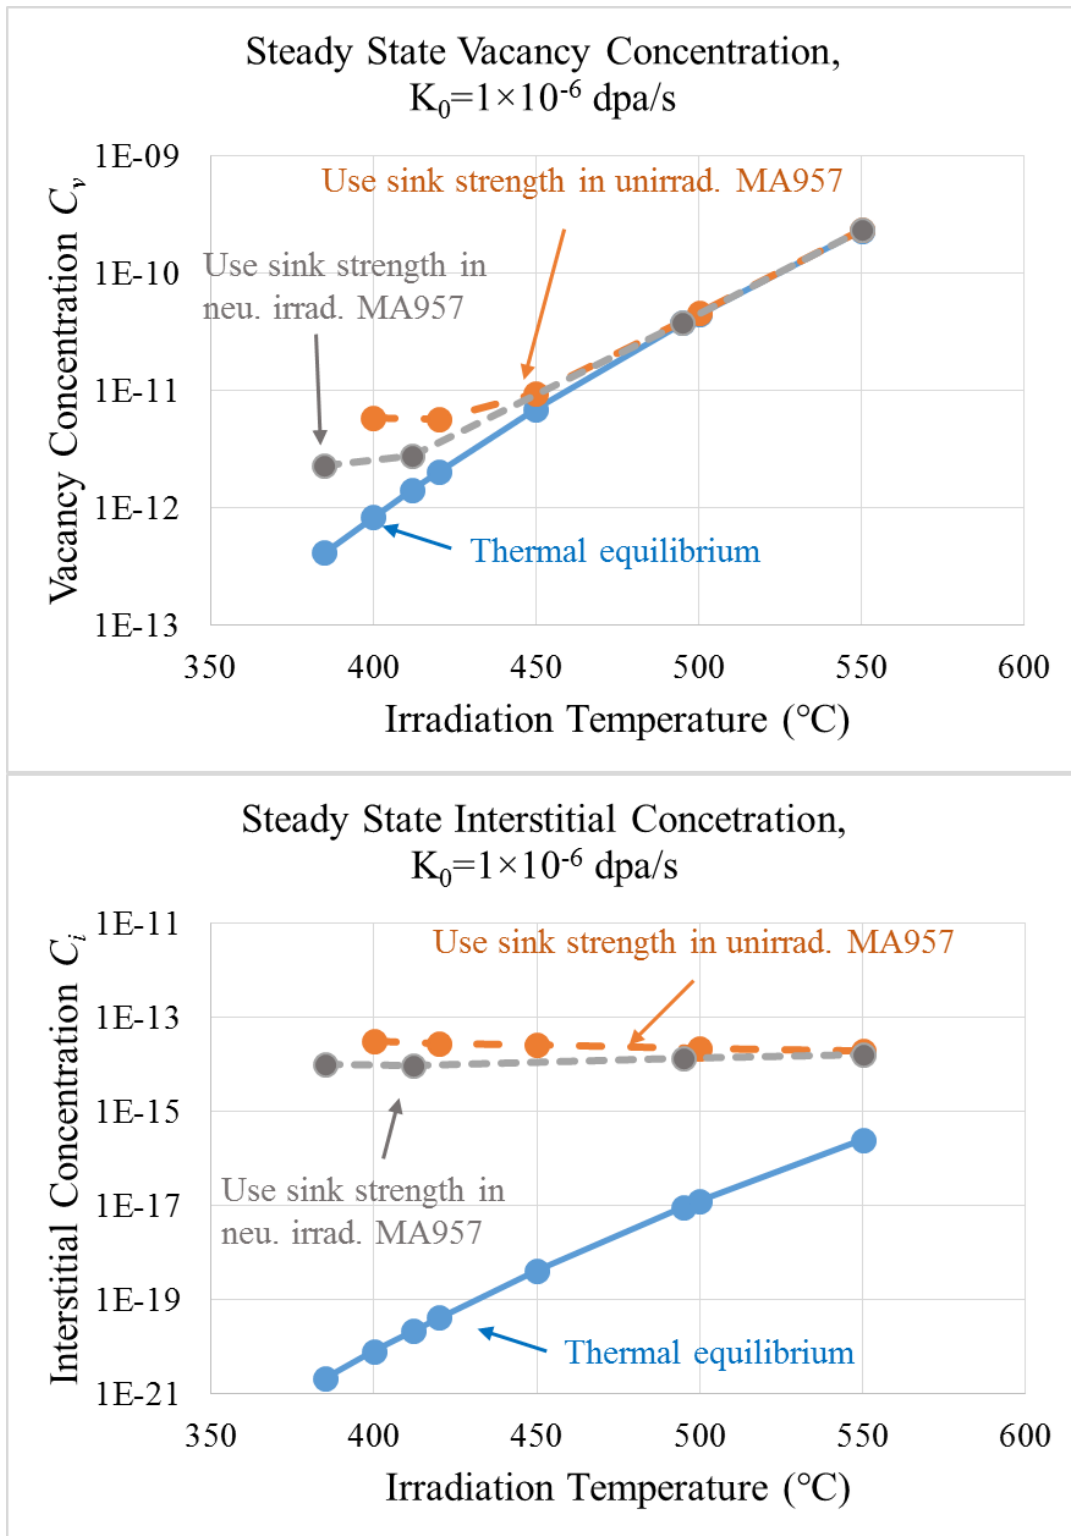 Steady State Vacancy Concentration,
K₀=1×10⁻⁶ dpa/s
Vacancy Concentration Cᵥ
1E-09
1E-10
1E-11
1E-12
1E-13
Use sink strength in unirrad. MA957
Use sink strength in
neu. irrad. MA957
Thermal equilibrium
350 400 450 500 550 600
Irradiation Temperature (°C)
Steady State Interstitial Concetration,
K₀=1×10⁻⁶ dpa/s
Interstitial Concentration Cᵢ
1E-11
1E-13
1E-15
1E-17
1E-19
1E-21
Use sink strength in unirrad. MA957
Use sink strength in
neu. irrad. MA957
Thermal equilibrium
350 400 450 500 550 600
Irradiation Temperature (°C)